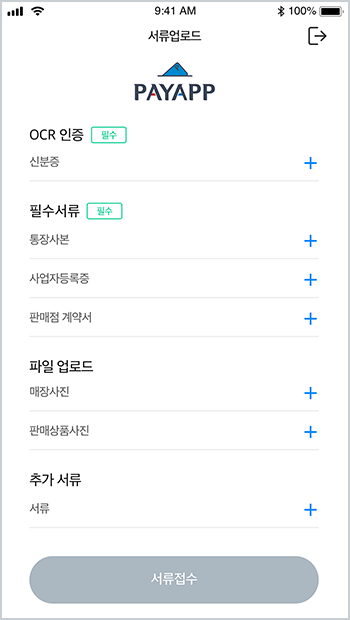 9:41 AM
100%
서류업로드
PAYAPP
OCR 인증 필수
신분증
필수서류 필수
통장사본
사업자등록증
판매점 계약서
파일 업로드
매장사진
판매상품사진
추가 서류
서류
서류접수